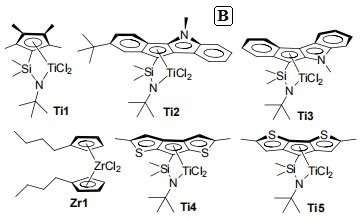 B
N
Si TiCl₂ Si TiCl₂ Si TiCl₂ N
N N N
Ti1 Ti2 Ti3
S S S S
ZrCl₂ Si TiCl₂ Si TiCl₂
N N
Zr1 Ti4 Ti5